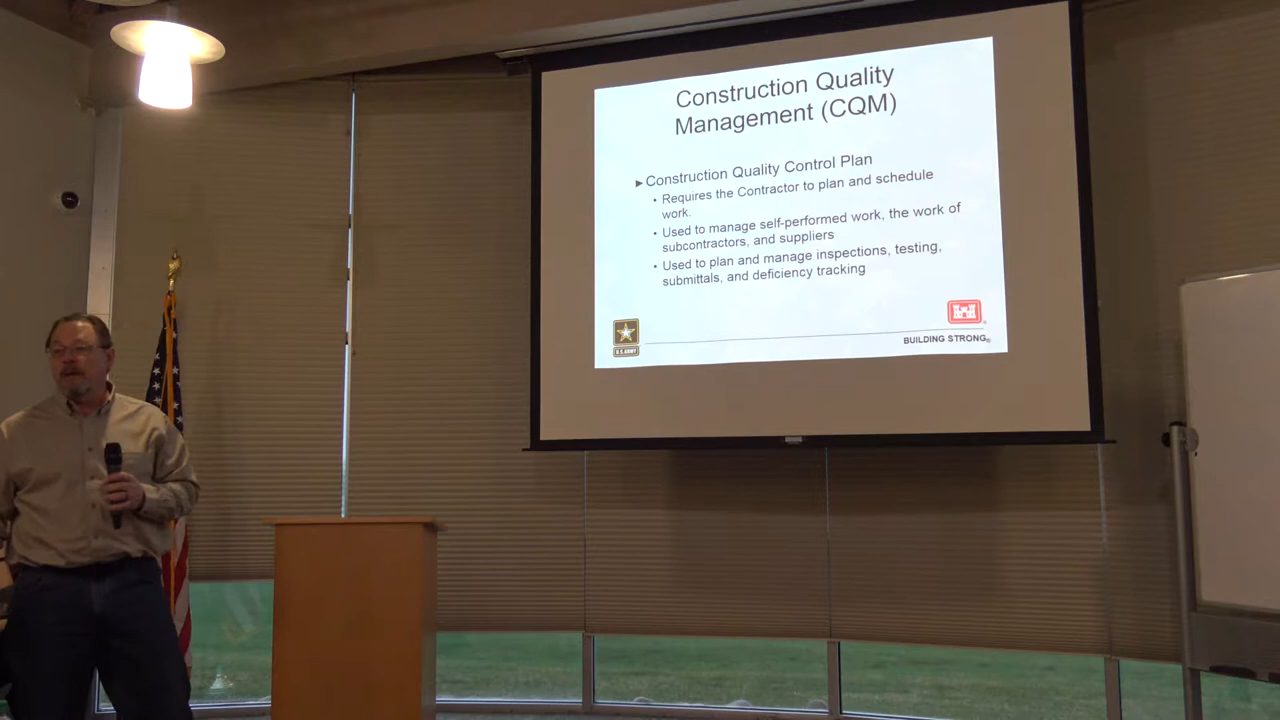 Construction Quality
Management (CQM)
►Construction Quality Control Plan
• Requires the Contractor to plan and schedule
work.
• Used to manage self-performed work, the work of
subcontractors, and suppliers
• Used to plan and manage inspections, testing,
submittals, and deficiency tracking
U.S.ARMY
BUILDING STRONG®